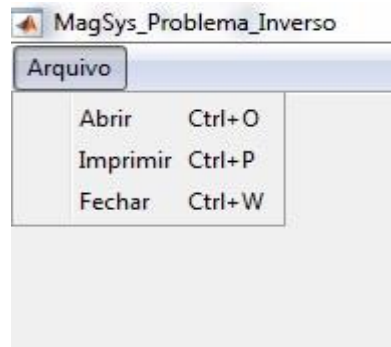 MagSys_Problema_Inverso
Arquivo
Abrir Ctrl+O
Imprimir Ctrl+P
Fechar Ctrl+W